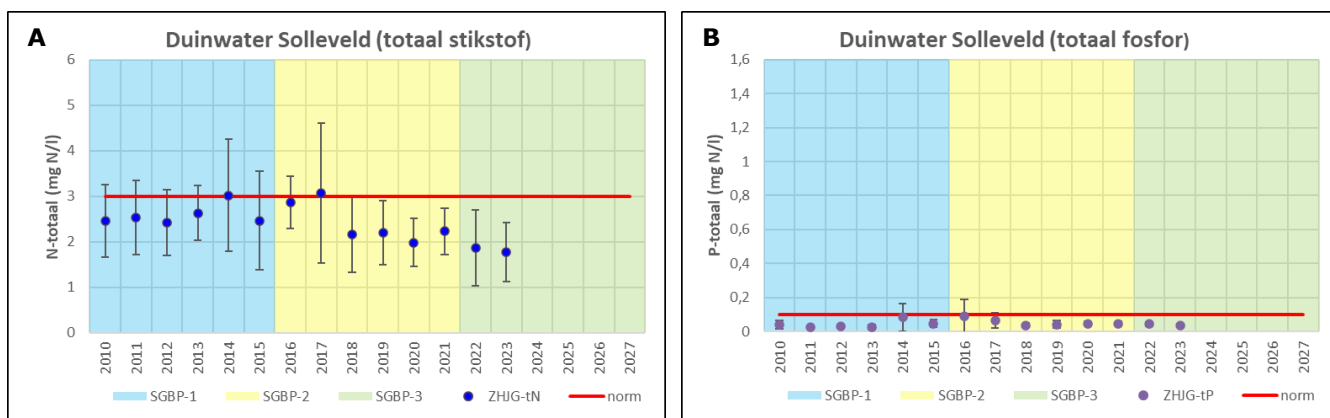 A
Duinwater Solleveld (totaal stikstof)
N-totaal (mg N/l)
6
5
4
3
2
1
0
2010 2011 2012 2013 2014 2015 2016 2017 2018 2019 2020 2021 2022 2023 2024 2025 2026 2027
SGBP-1 SGBP-2 SGBP-3 ZHJG-tN norm
B
Duinwater Solleveld (totaal fosfor)
P-totaal (mg N/l)
1,6
1,4
1,2
1
0,8
0,6
0,4
0,2
0
2010 2011 2012 2013 2014 2015 2016 2017 2018 2019 2020 2021 2022 2023 2024 2025 2026 2027
SGBP-1 SGBP-2 SGBP-3 ZHJG-tP norm